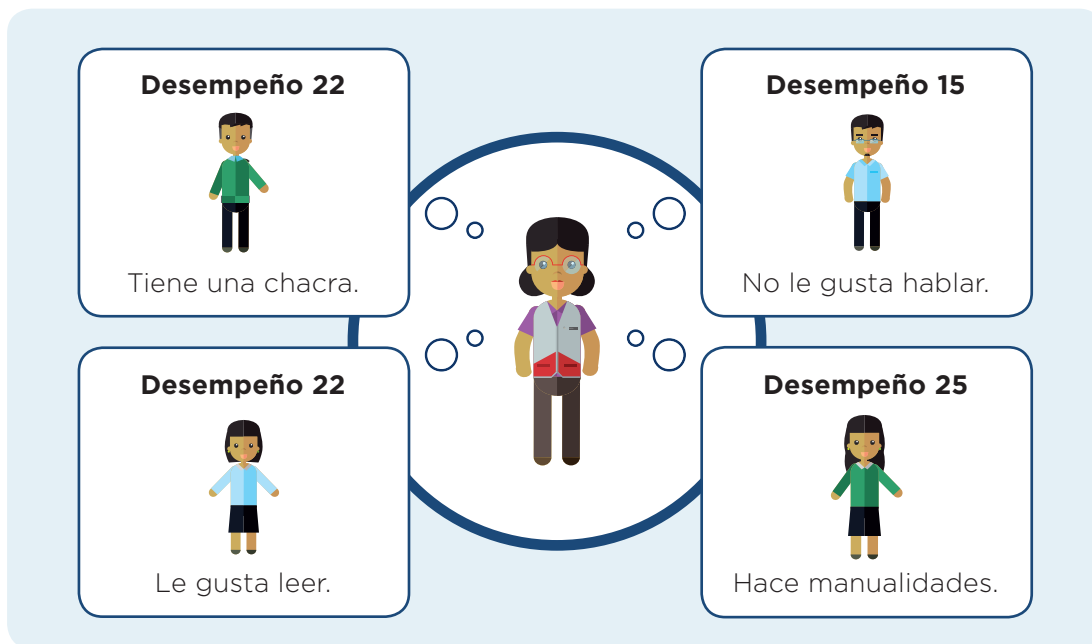 Desempeño 22
Tiene una chacra.
Desempeño 15
No le gusta hablar.
Desempeño 22
Le gusta leer.
Desempeño 25
Hace manualidades.